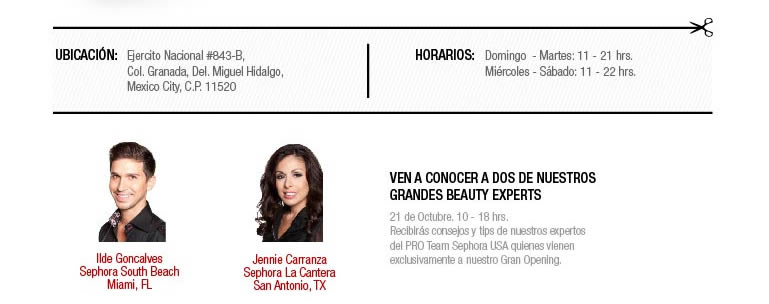 UBICACIÓN: Ejercito Nacional #843-B,
Col. Granada, Del. Miguel Hidalgo,
Mexico City, C.P. 11520
HORARIOS: Domingo - Martes: 11 - 21 hrs.
Miércoles - Sábado: 11 - 22 hrs.
Ilde Goncalves
Sephora South Beach
Miami, FL
Jennie Carranza
Sephora La Cantera
San Antonio, TX
VEN A CONOCER A DOS DE NUESTROS
GRANDES BEAUTY EXPERTS
21 de Octubre. 10 - 18 hrs.
Recibirás consejos y tips de nuestros expertos
del PRO Team Sephora USA quienes vienen
exclusivamente a nuestro Gran Opening.